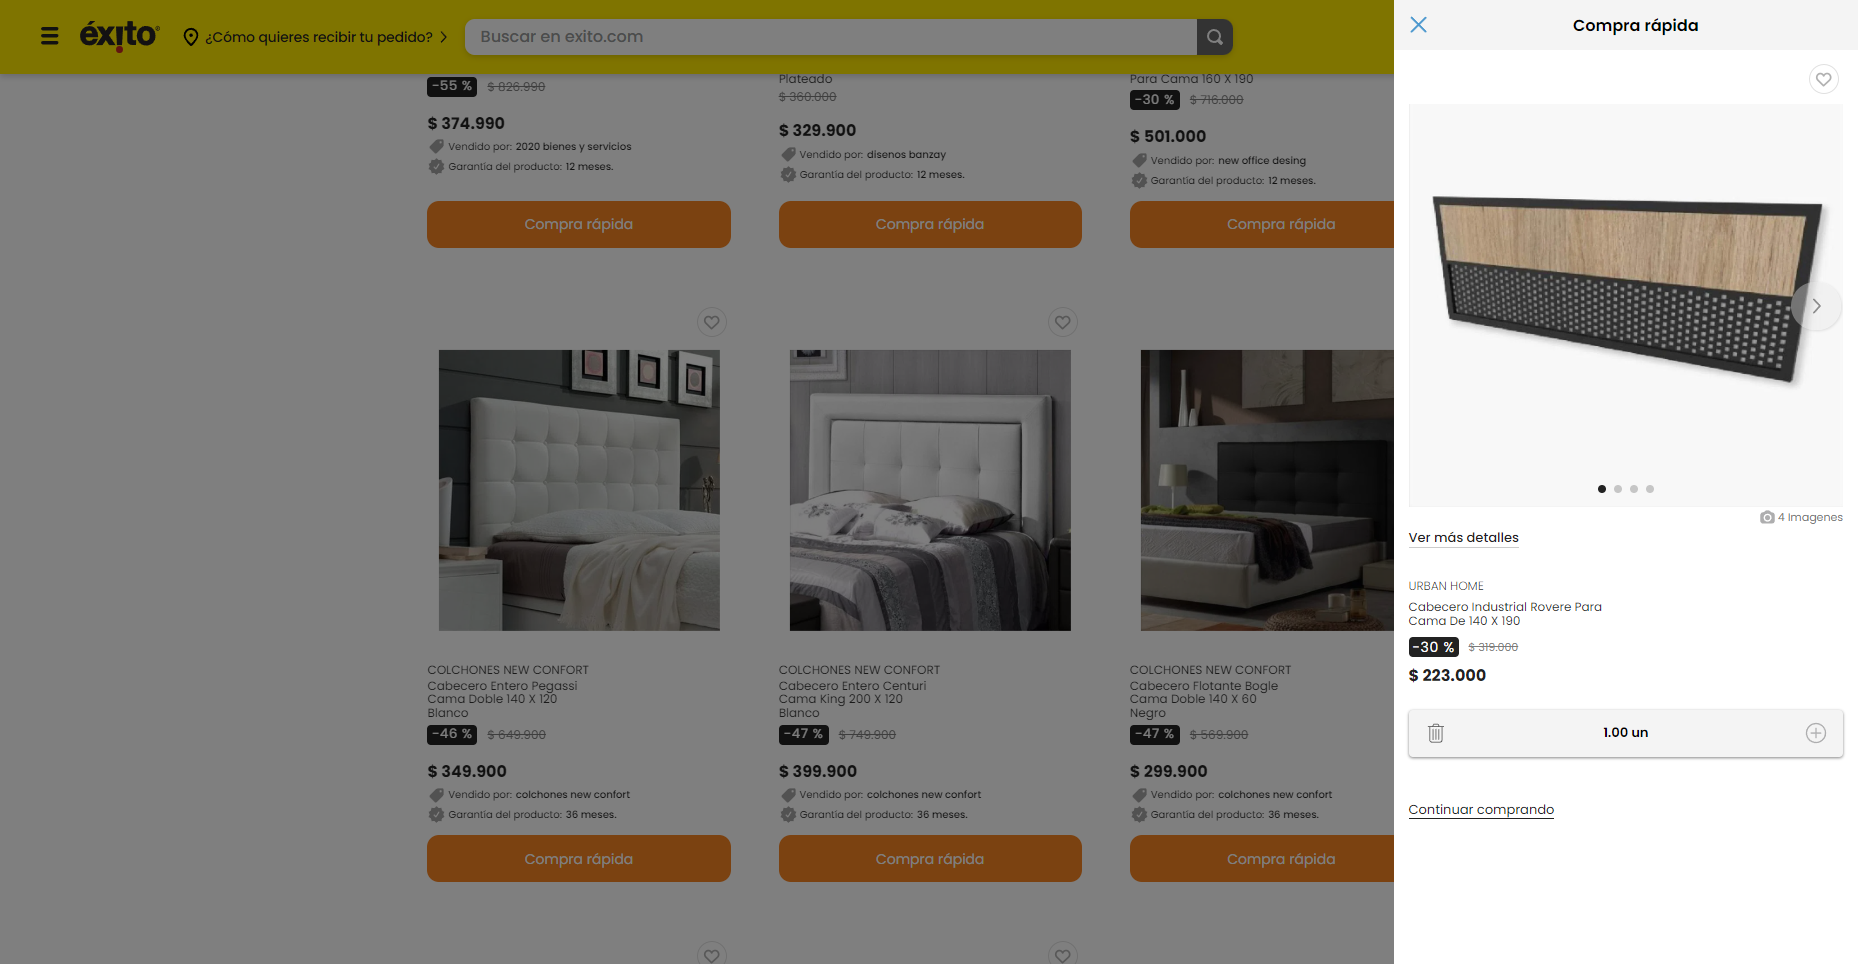 éxito
¿Cómo quieres recibir tu pedido?
Buscar en exito.com
-55 % $ 826.990
$ 374.990
Vendido por: 2020 bienes y servicios
Garantía del producto: 12 meses.
Compra rápida
Plateado
$ 360.000
$ 329.900
Vendido por: disenos banzay
Garantía del producto: 12 meses.
Compra rápida
Para Cama 160 X 190
-30 % $ 716.000
$ 501.000
Vendido por: new office desing
Garantía del producto: 12 meses.
Compra rápida
COLCHONES NEW CONFORT
Cabecero Entero Pegassi
Cama Doble 140 X 120
Blanco
-46 % $ 649.900
$ 349.900
Vendido por: colchones new confort
Garantía del producto: 36 meses.
Compra rápida
COLCHONES NEW CONFORT
Cabecero Entero Centuri
Cama King 200 X 120
Blanco
-47 % $ 749.900
$ 399.900
Vendido por: colchones new confort
Garantía del producto: 36 meses.
Compra rápida
COLCHONES NEW CONFORT
Cabecero Flotante Bogle
Cama Doble 140 X 60
Negro
-47 % $ 569.900
$ 299.900
Vendido por: colchones new confort
Garantía del producto: 36 meses.
Compra rápida
Compra rápida
4 Imagenes
Ver más detalles
URBAN HOME
Cabecero Industrial Rovere Para
Cama De 140 X 190
-30 % $ 319.000
$ 223.000
1.00 un
Continuar comprando